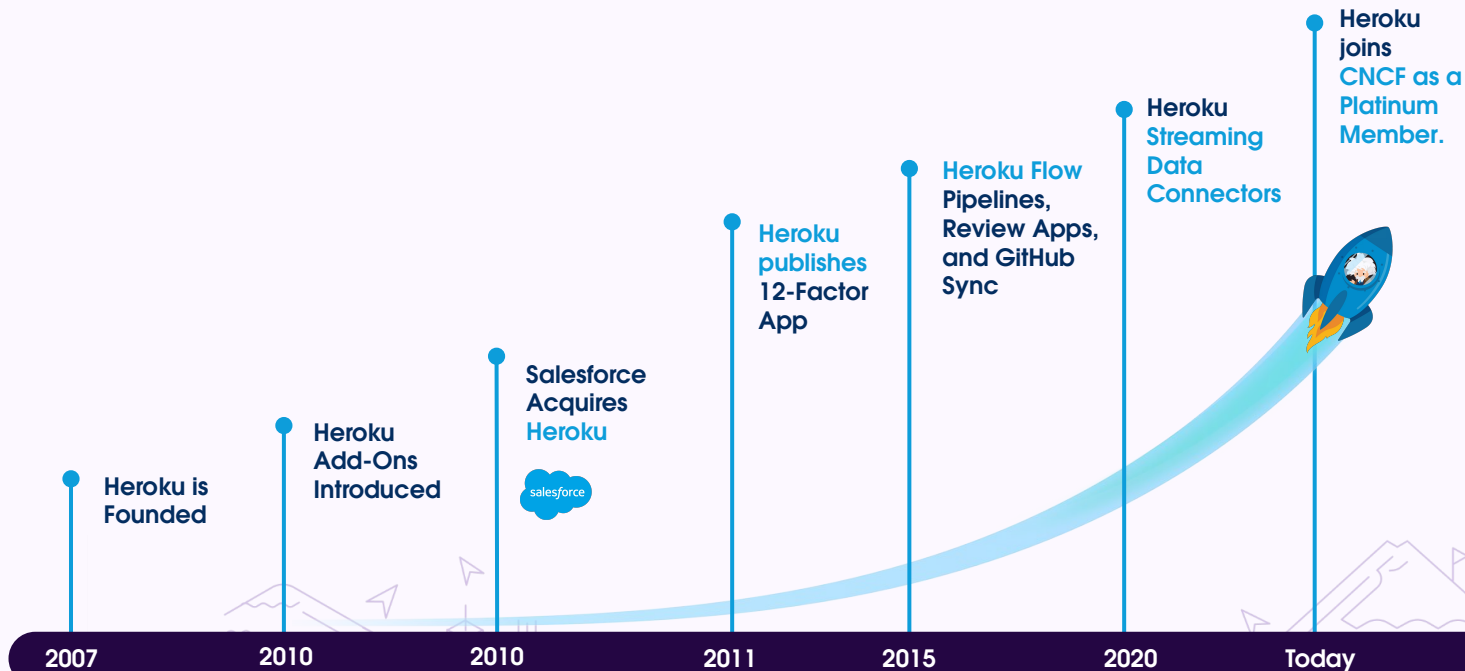 Heroku is
Founded
Heroku
Add-Ons
Introduced
Salesforce
Acquires
Heroku
salesforce
Heroku
publishes
12-Factor
App
Heroku Flow
Pipelines,
Review Apps,
and GitHub
Sync
Heroku
Streaming
Data
Connectors
Heroku
joins
CNCF as a
Platinum
Member.
2007
2010
2010
2011
2015
2020
Today